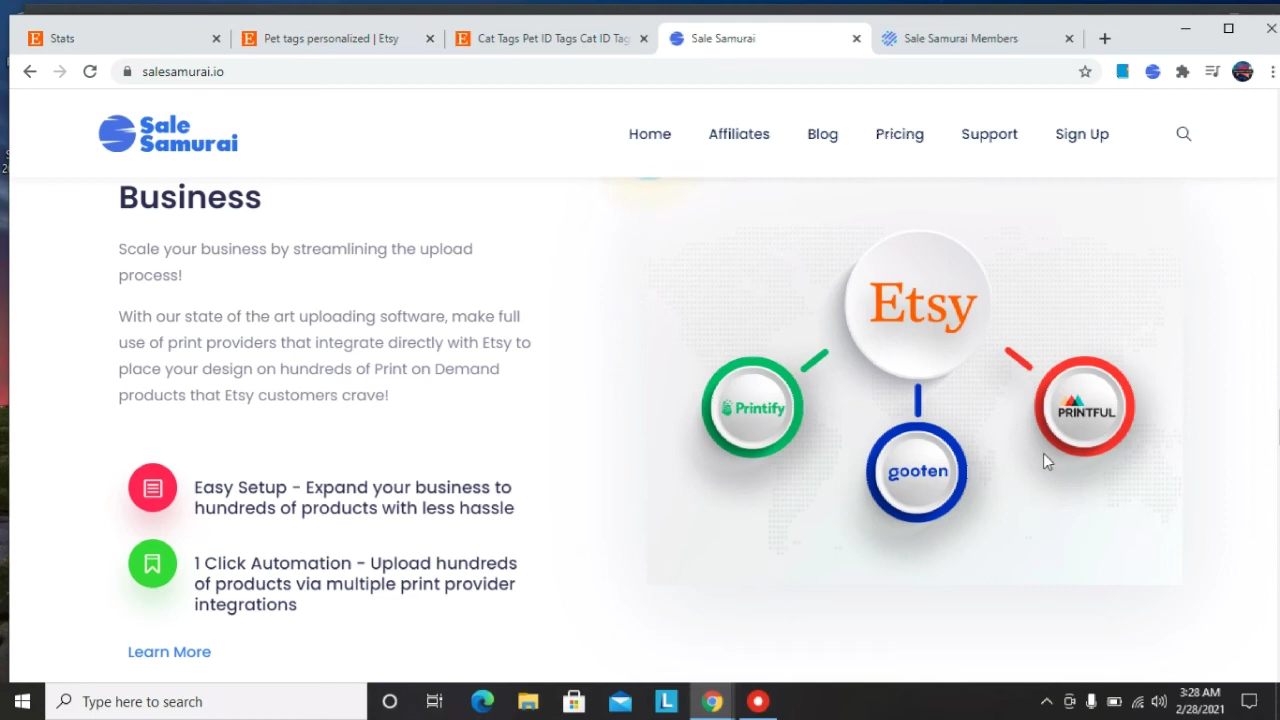 Stats
Pet tags personalized | Etsy
Cat Tags Pet ID Tags Cat ID Tag
Sale Samurai
Sale Samurai Members
salesamurai.io
Sale
Samurai
Home
Affiliates
Blog
Pricing
Support
Sign Up
Business
Scale your business by streamlining the upload
process!
With our state of the art uploading software, make full
use of print providers that integrate directly with Etsy to
place your design on hundreds of Print on Demand
products that Etsy customers crave!
Easy Setup - Expand your business to
hundreds of products with less hassle
1 Click Automation - Upload hundreds
of products via multiple print provider
integrations
Learn More
Etsy
Printify
gooten
PRINTFUL
Type here to search
3:28 AM
2/28/2021